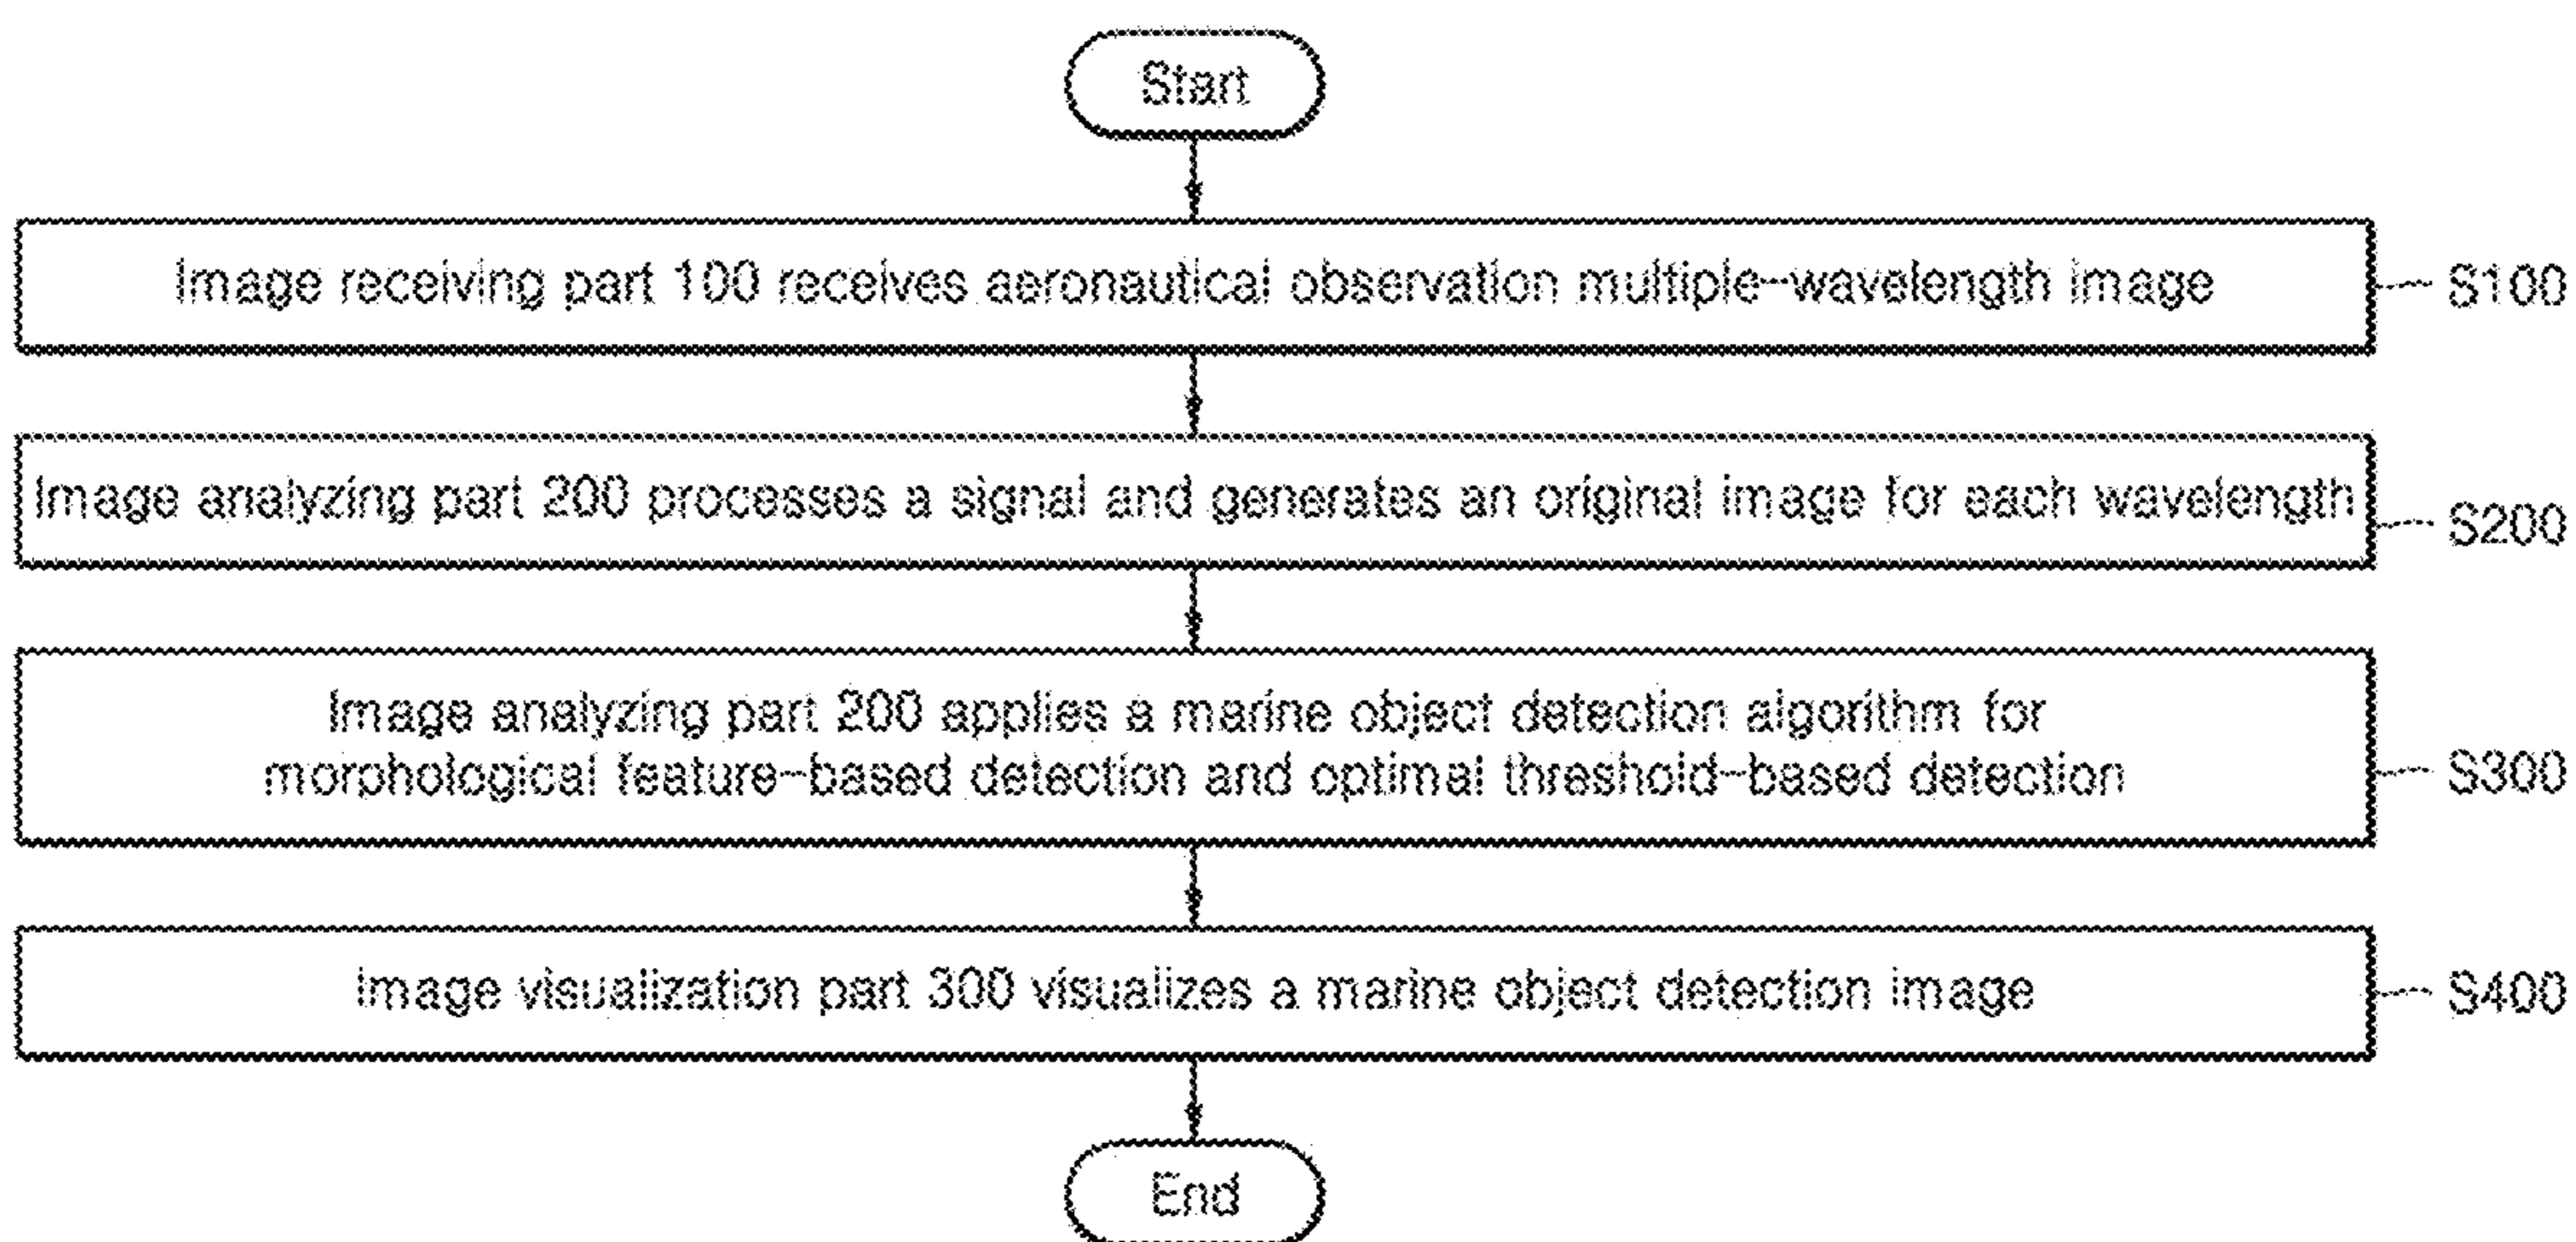 Start
Image receiving part 100 receives aeronautical observation multiple-wavelength image
S100
Image analyzing part 200 processes a signal and generates an original image for each wavelength
S200
Image analyzing part 200 applies a marine object detection algorithm for
morphological feature-based detection and optimal threshold-based detection
S300
Image visualization part 300 visualizes a marine object detection image
S400
End